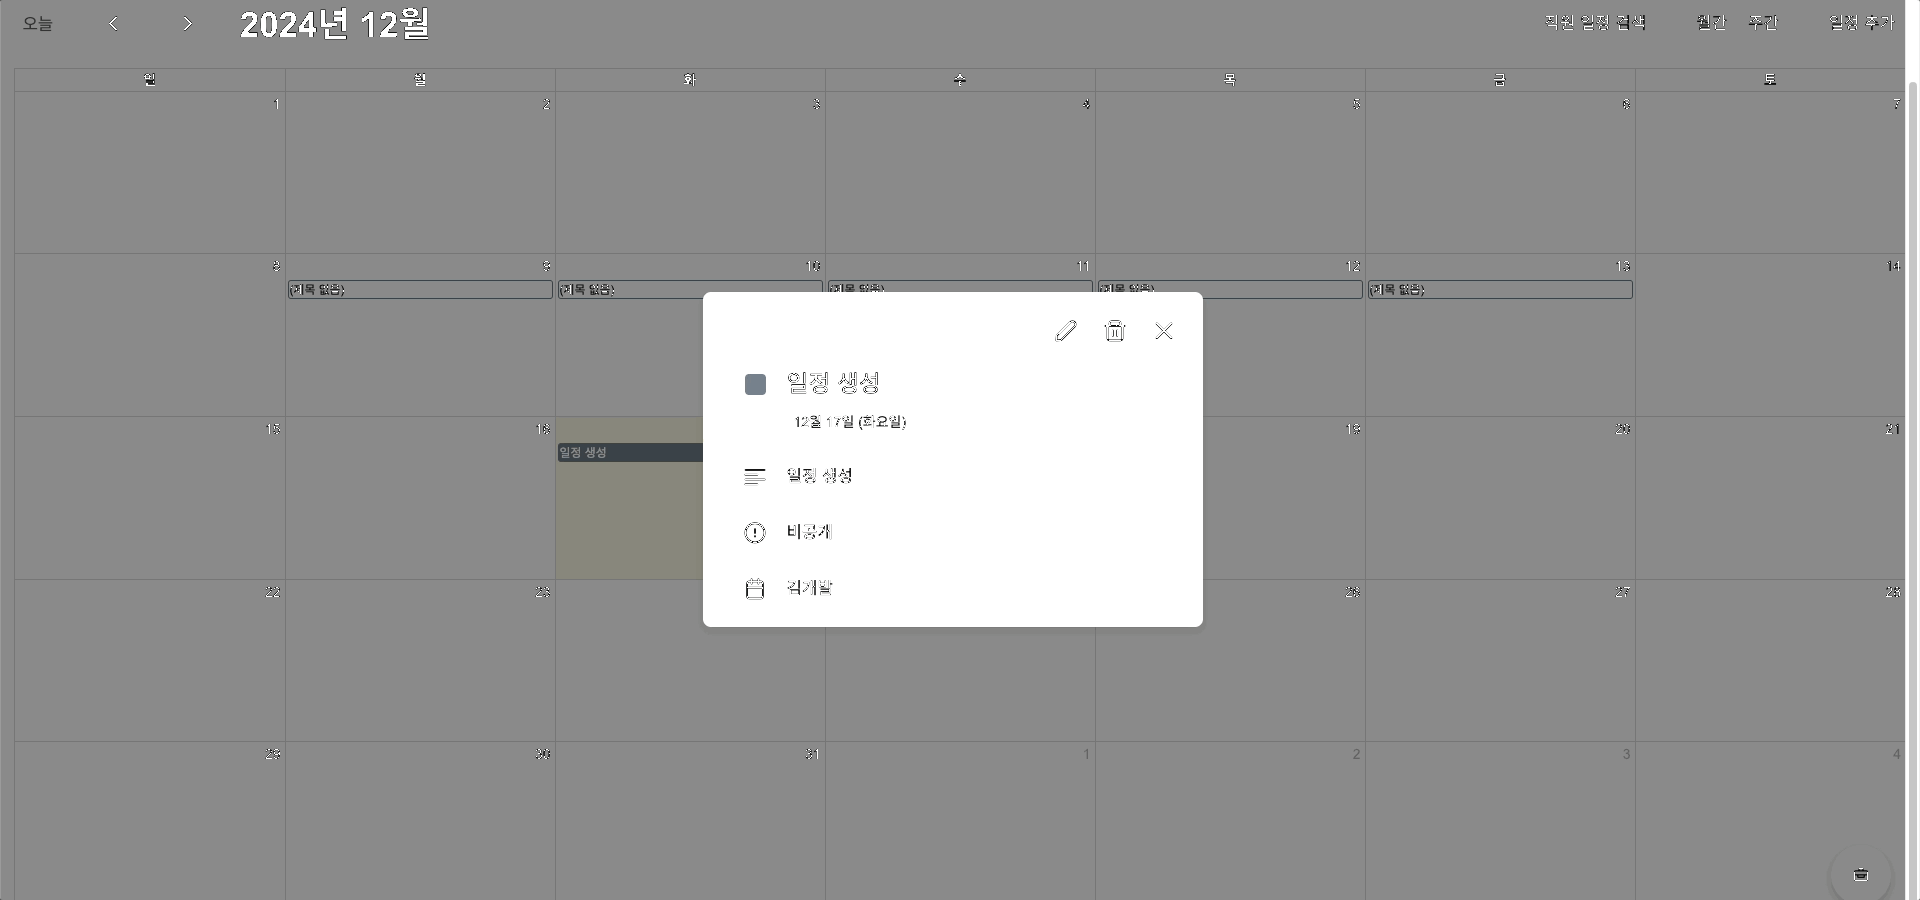 오늘 2024년 12월 직원 일정 검색 월간 주간 일정 추가
일 월 화 수 목 금 토
1 2 3 4 5 6 7
8 9 10 11 12 13 14
(제목 없음) (제목 없음) (제목 없음) (제목 없음) (제목 없음)
일정 생성
12월 17일 (화요일)
15 16 19 20 21
일정 생성
일정 생성
비공개
김개발
22 23 26 27 28
29 30 31 1 2 3 4